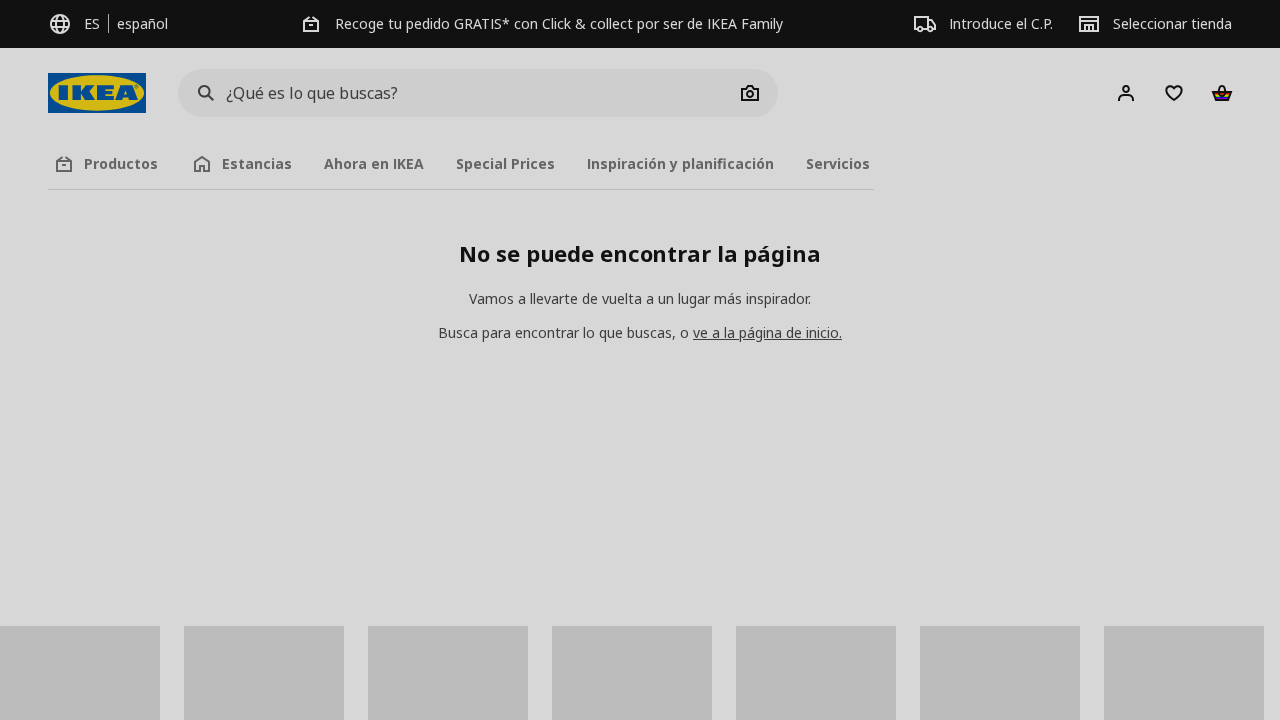 ES español
Recoge tu pedido GRATIS* con Click & collect por ser de IKEA Family
Introduce el C.P.
Seleccionar tienda
IKEA
¿Qué es lo que buscas?
Productos
Estancias
Ahora en IKEA
Special Prices
Inspiración y planificación
Servicios
No se puede encontrar la página
Vamos a llevarte de vuelta a un lugar más inspirador.
Busca para encontrar lo que buscas, o ve a la página de inicio.